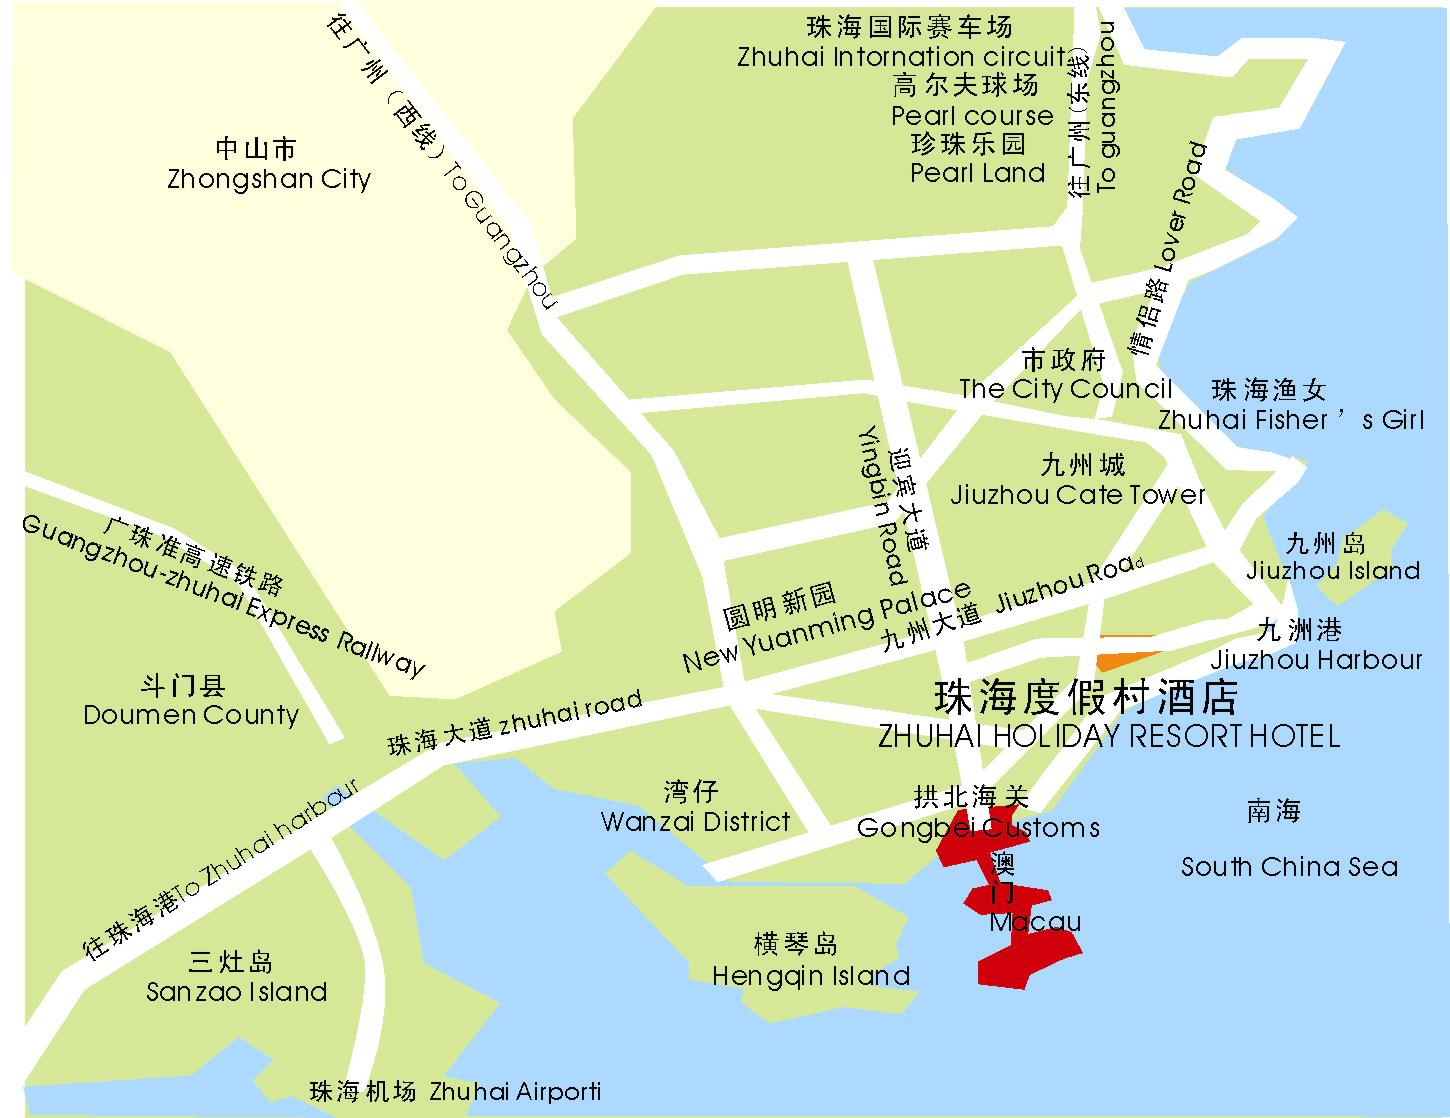 往广州（西线）To Guangzhou
珠海国际赛车场
Zhuhai Intornation circuit
高尔夫球场
Pearl course
珍珠乐园
Pearl Land
往广州(东线)
To guangzhou
中山市
Zhongshan City
情侣路 Lover Road
市政府
The City Council
珠海渔女
Zhuhai Fisher’s Girl
迎宾大道
Yingbin Road
九州城
Jiuzhou Cate Tower
广珠准高速铁路
Guangzhou-zhuhai Express Rallway
九州岛
Jiuzhou Island
圆明新园
New Yuanming Palace
九州大道 Jiuzhou Road
九洲港
Jiuzhou Harbour
斗门县
Doumen County
珠海大道 zhuhai road
珠海度假村酒店
ZHUHAI HOLIDAY RESORT HOTEL
湾仔
Wanzai District
拱北海关
Gongbei Customs
南海
South China Sea
往珠海港To Zhuhai harbour
澳门
Macau
三灶岛
Sanzao Island
横琴岛
Hengqin Island
珠海机场 Zhuhai Airporti